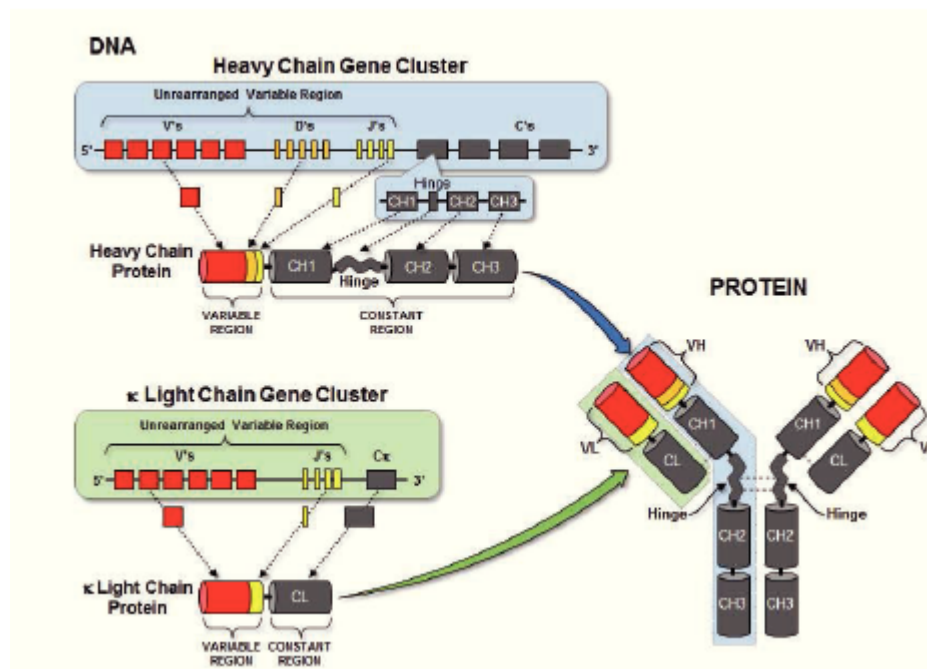 DNA
Heavy Chain Gene Cluster
Unrearranged Variable Region
V's D's J's C's
5' 3'
Hinge
CH1 CH2 CH3
Heavy Chain
Protein
CH1 CH2 CH3
Hinge
VARIABLE
REGION
CONSTANT
REGION
κ Light Chain Gene Cluster
Unrearranged Variable Region
V's J's Cκ
5' 3'
κ Light Chain
Protein
CL
VARIABLE
REGION
CONSTANT
REGION
PROTEIN
VH VH
CH1 CH1
VL V
CL CL
Hinge Hinge
CH2 CH2
CH3 CH3